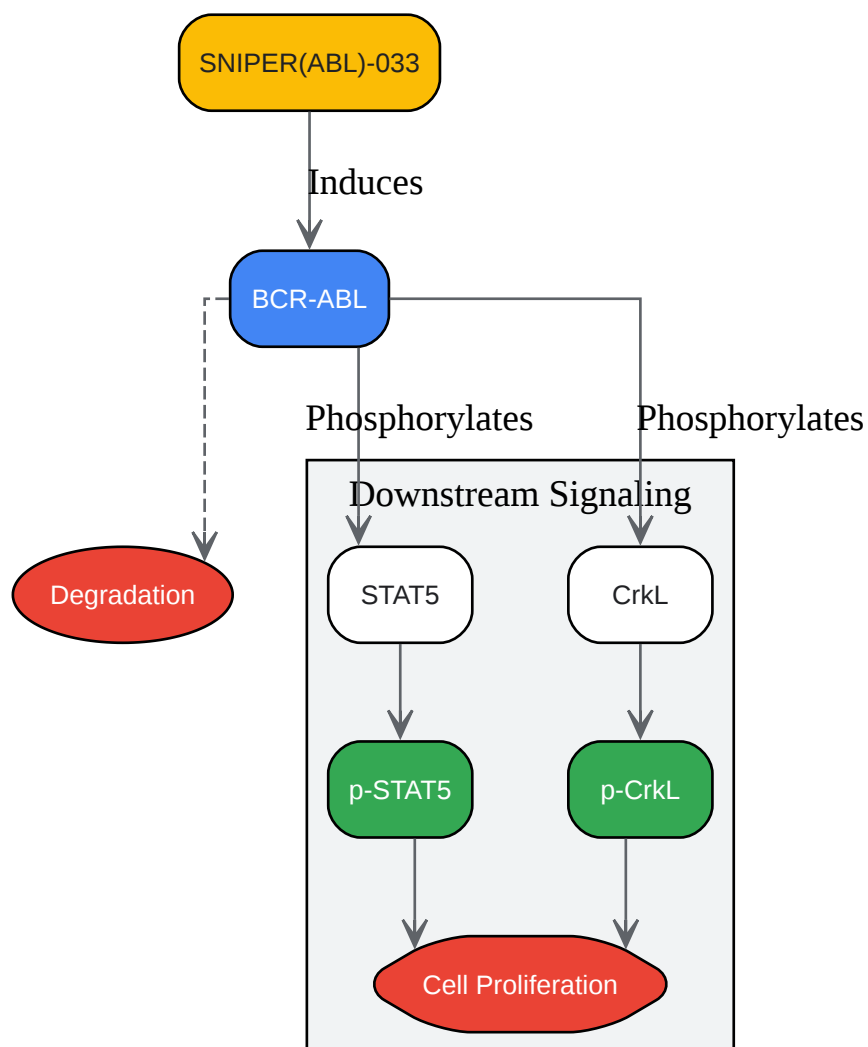 SNIPER(ABL)-033
Induces
BCR-ABL
Phosphorylates
Phosphorylates
Downstream Signaling
Degradation
STAT5
CrkL
p-STAT5
p-CrkL
Cell Proliferation